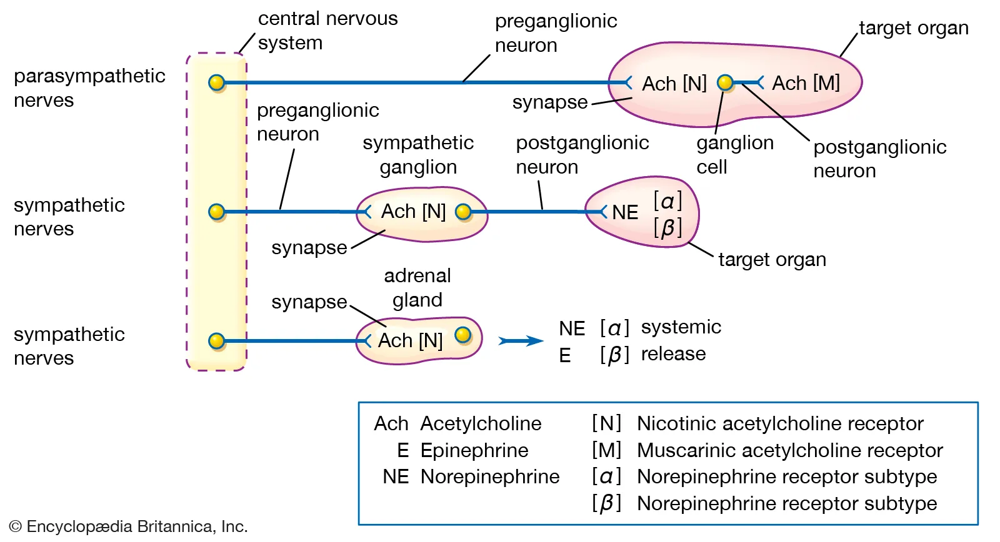 central nervous
system
preganglionic
neuron
target organ
parasympathetic
nerves
Ach [N]
Ach [M]
synapse
preganglionic
neuron
sympathetic
ganglion
postganglionic
neuron
ganglion
cell
postganglionic
neuron
sympathetic
nerves
Ach [N]
NE [α]
[β]
synapse
target organ
adrenal
gland
synapse
sympathetic
nerves
Ach [N]
NE [α] systemic
E [β] release
Ach Acetylcholine [N] Nicotinic acetylcholine receptor
E Epinephrine [M] Muscarinic acetylcholine receptor
NE Norepinephrine [α] Norepinephrine receptor subtype
[β] Norepinephrine receptor subtype
© Encyclopædia Britannica, Inc.